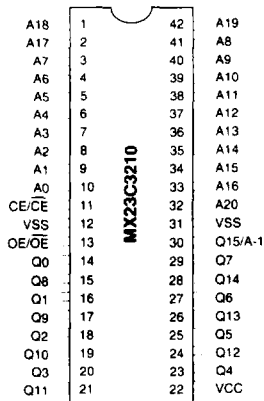 A18 1 42 A19
A17 2 41 A8
A7 3 40 A9
A6 4 39 A10
A5 5 38 A11
A4 6 37 A12
A3 7 36 A13
A2 8 35 A14
A1 9 34 A15
A0 10 33 A16
CE/C̅E̅ 11 32 A20
VSS 12 31 VSS
OE/O̅E̅ 13 30 Q15/A-1
Q0 14 29 Q7
Q8 15 28 Q14
Q1 16 27 Q6
Q9 17 26 Q13
Q2 18 25 Q5
Q10 19 24 Q12
Q3 20 23 Q4
Q11 21 22 VCC
MX23C3210